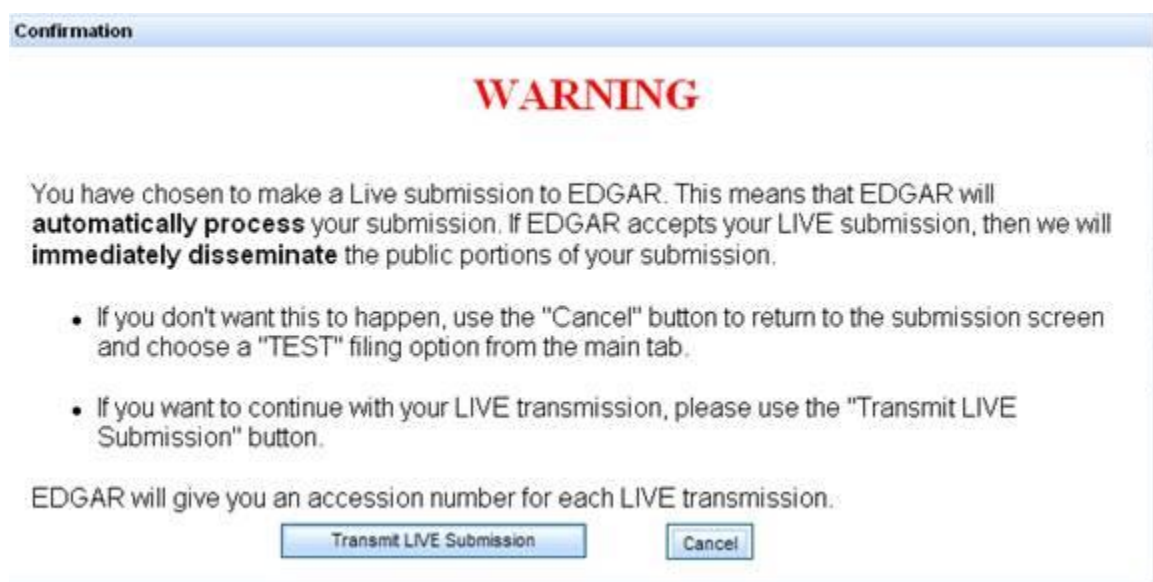 Confirmation
WARNING
You have chosen to make a Live submission to EDGAR. This means that EDGAR will
automatically process your submission. If EDGAR accepts your LIVE submission, then we will
immediately disseminate the public portions of your submission.
• If you don't want this to happen, use the "Cancel" button to return to the submission screen
and choose a "TEST" filing option from the main tab.
• If you want to continue with your LIVE transmission, please use the "Transmit LIVE
Submission" button.
EDGAR will give you an accession number for each LIVE transmission.
Transmit LIVE Submission Cancel